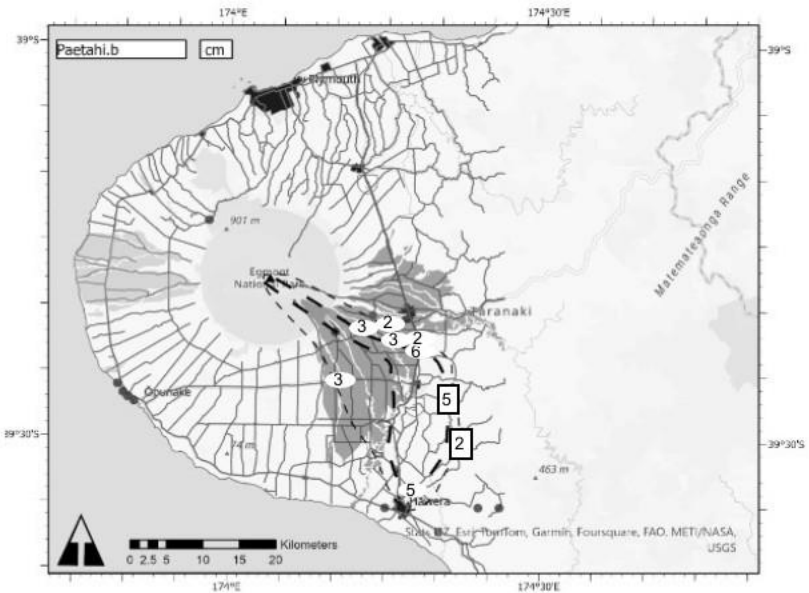 174°E
174°30'E
39°S
39°S
Paetahi.b
cm
Plymouth
901 m
Egmont
National Park
Taranaki
Matemateaonga Range
3
2
3
2
6
3
Opunake
5
2
39°30'S
39°30'S
74 m
463 m
5
Hawera
Stats NZ, Esri, TomTom, Garmin, Foursquare, FAO, METI/NASA,
USGS
Kilometers
0 2.5 5 10 15 20
174°E
174°30'E